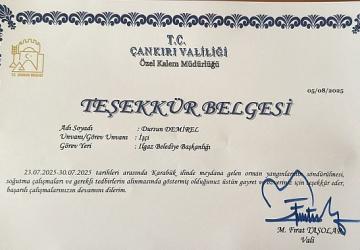 T.C.
ÇANKIRI VALİLİĞİ
Özel Kalem Müdürlüğü
05/08/2025
TEŞEKKÜR BELGESİ
Adı Soyadı : Dursun DEMİREL
Unvanı/Görev Unvanı : İşçi
Görev Yeri : Ilgaz Belediye Başkanlığı
23.07.2025-30.07.2025 tarihleri arasında Karabük ilinde meydana gelen orman yangınlarının söndürülmesi,
soğutma çalışmaları ve gerekli tedbirlerin alınmasında göstermiş olduğunuz üstün gayret ve teşekkür eder,
başarılı çalışmalarınızın devamını dilerim.
M. Fırat TAŞOLAR
Vali